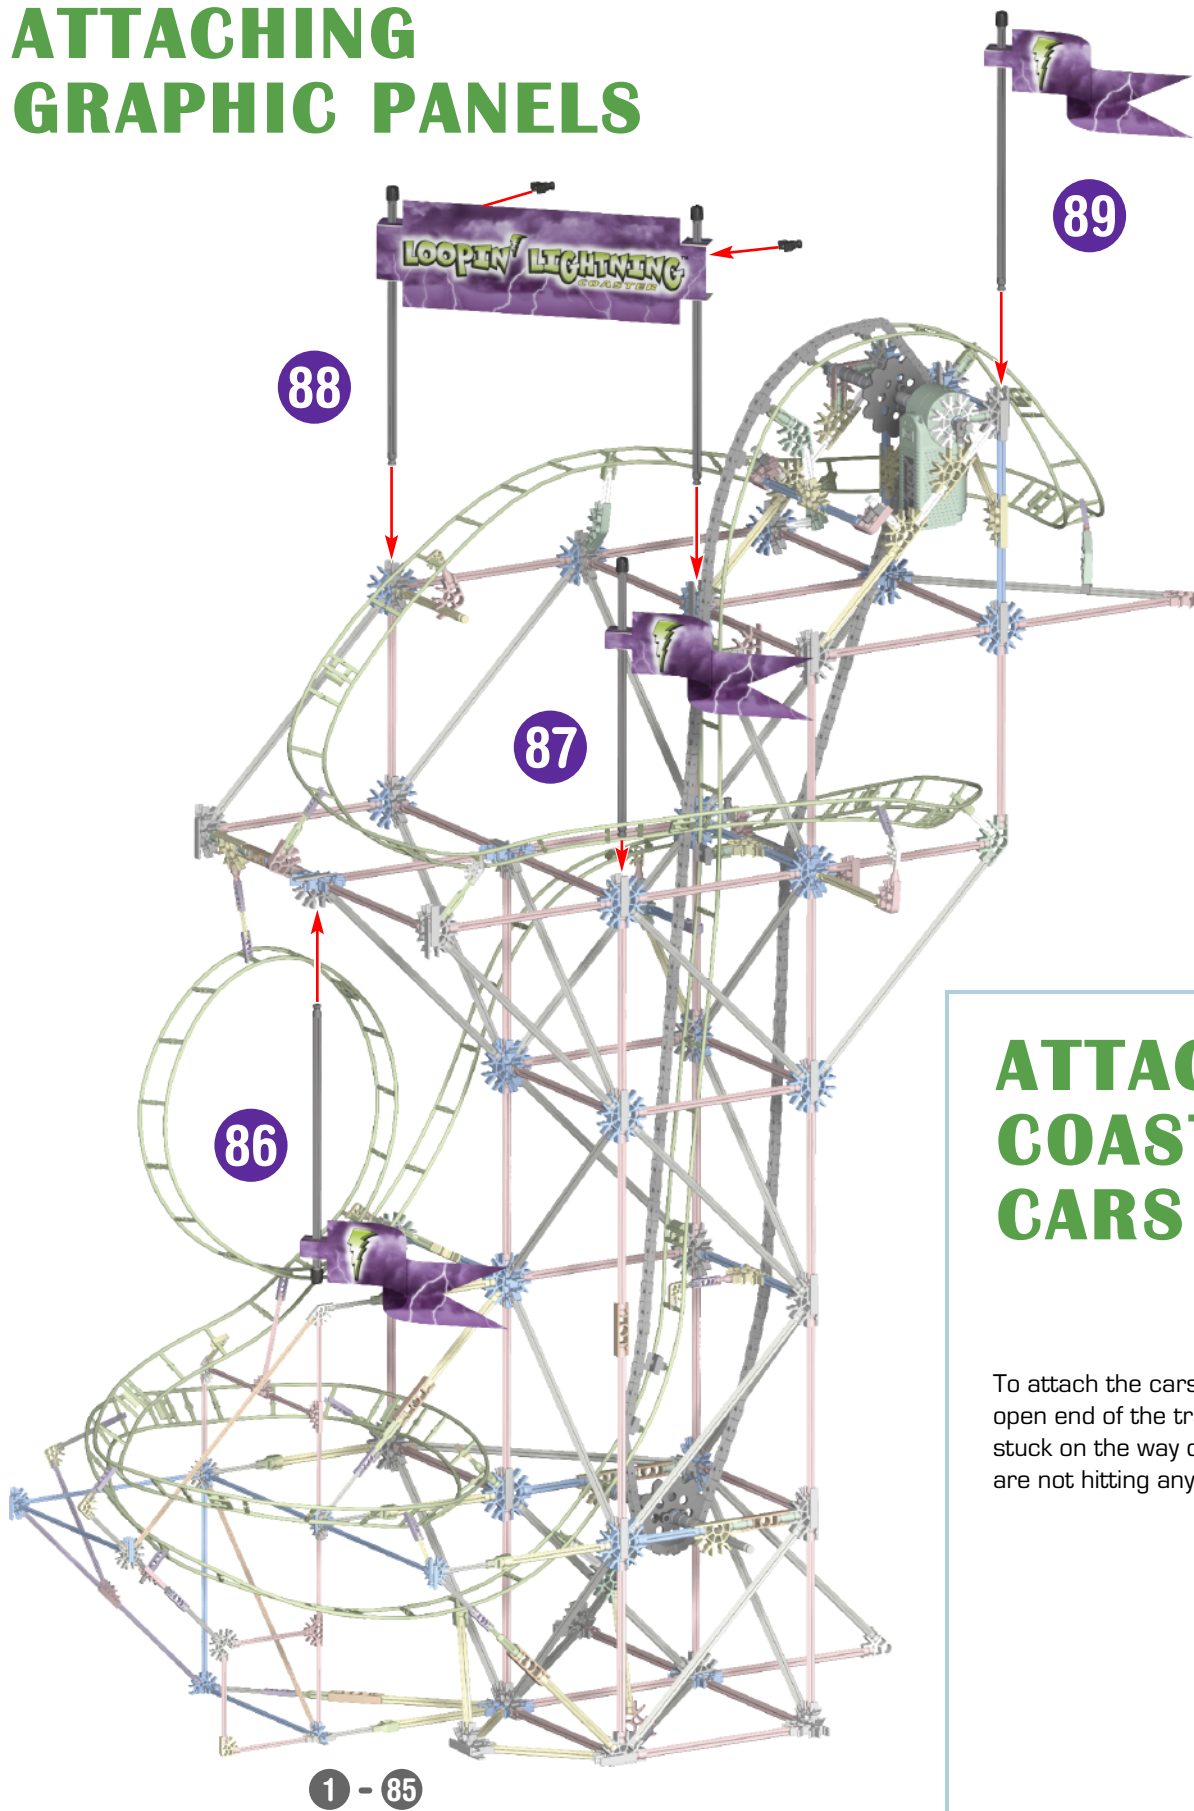 ATTACHING
GRAPHIC PANELS
89
LOOPIN' LIGHTNING™
COASTER
88
87
86
ATTAC
COAST
CARS
To attach the cars
open end of the tr
stuck on the way
are not hitting any
1 - 85